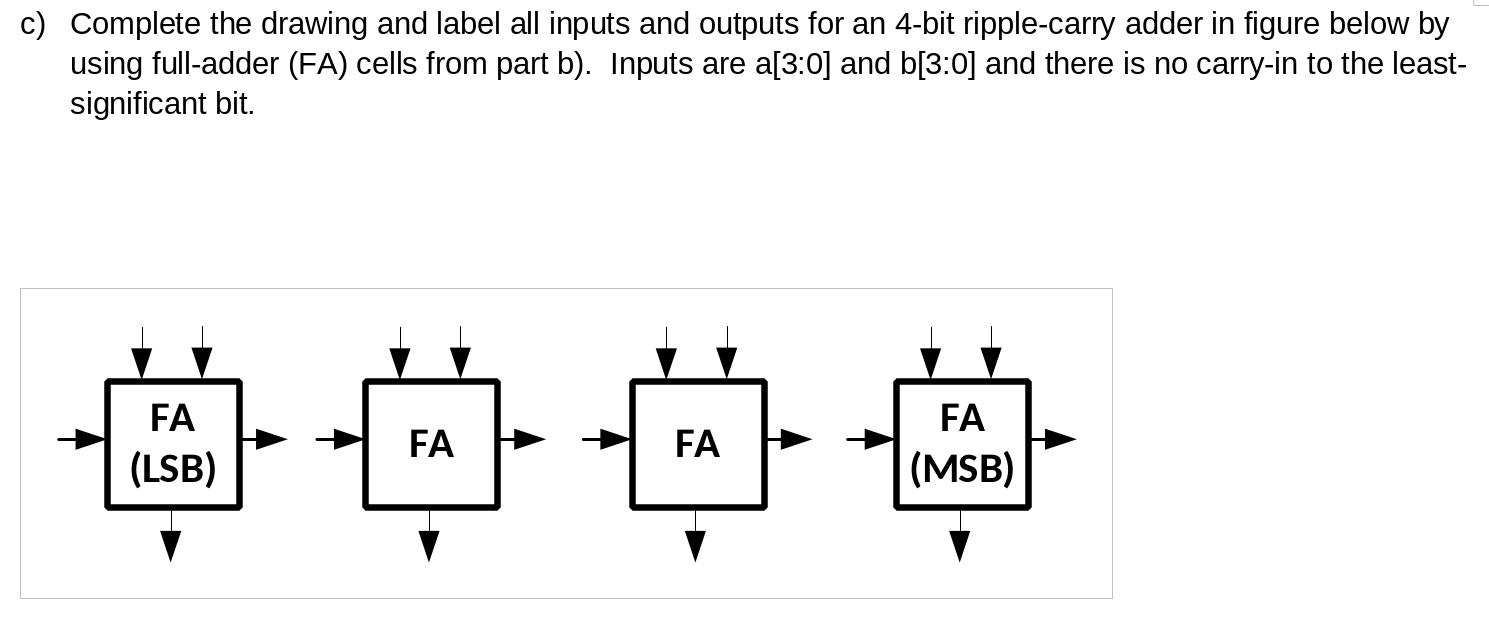 c) Complete the drawing and label all inputs and outputs for an 4-bit ripple-carry adder in figure below by
using full-adder (FA) cells from part b).  Inputs are a[3:0] and b[3:0] and there is no carry-in to the least-
significant bit.
FA
(LSB)
FA
FA
FA
(MSB)